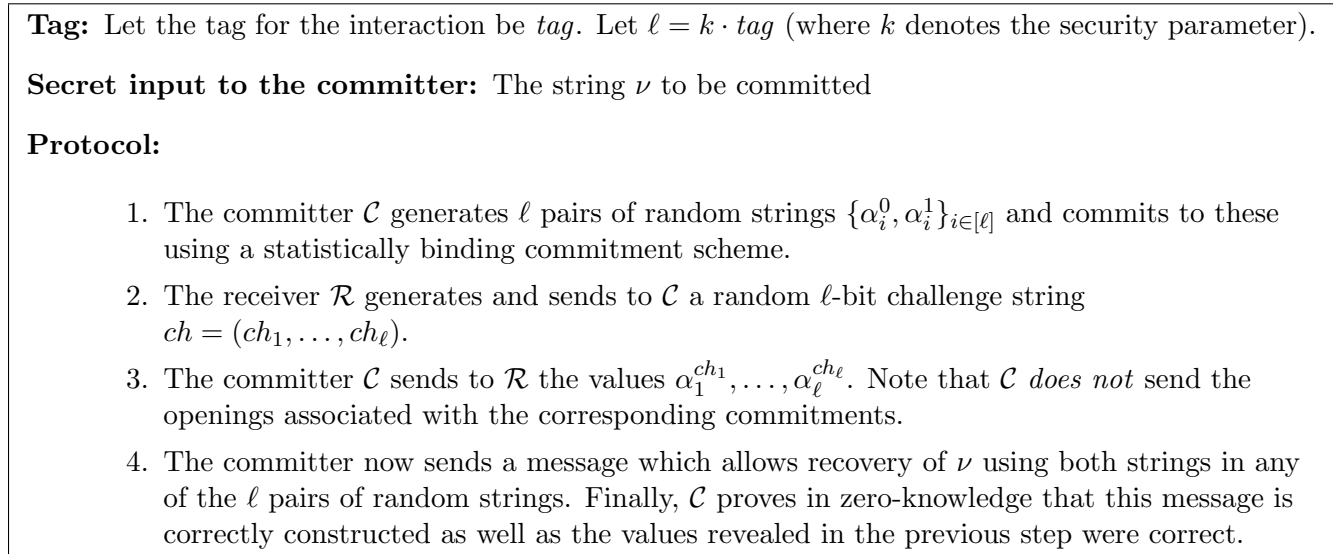 Tag: Let the tag for the interaction be tag. Let ℓ = k · tag (where k denotes the security parameter).
Secret input to the committer: The string ν to be committed
Protocol:
1. The committer 𝒞 generates ℓ pairs of random strings {α_i^0, α_i^1}_{i∈[ℓ]} and commits to these
using a statistically binding commitment scheme.
2. The receiver ℛ generates and sends to 𝒞 a random ℓ-bit challenge string
ch = (ch_1, . . . , ch_ℓ).
3. The committer 𝒞 sends to ℛ the values α_1^{ch_1}, . . . , α_ℓ^{ch_ℓ}. Note that 𝒞 does not send the
openings associated with the corresponding commitments.
4. The committer now sends a message which allows recovery of ν using both strings in any
of the ℓ pairs of random strings. Finally, 𝒞 proves in zero-knowledge that this message is
correctly constructed as well as the values revealed in the previous step were correct.